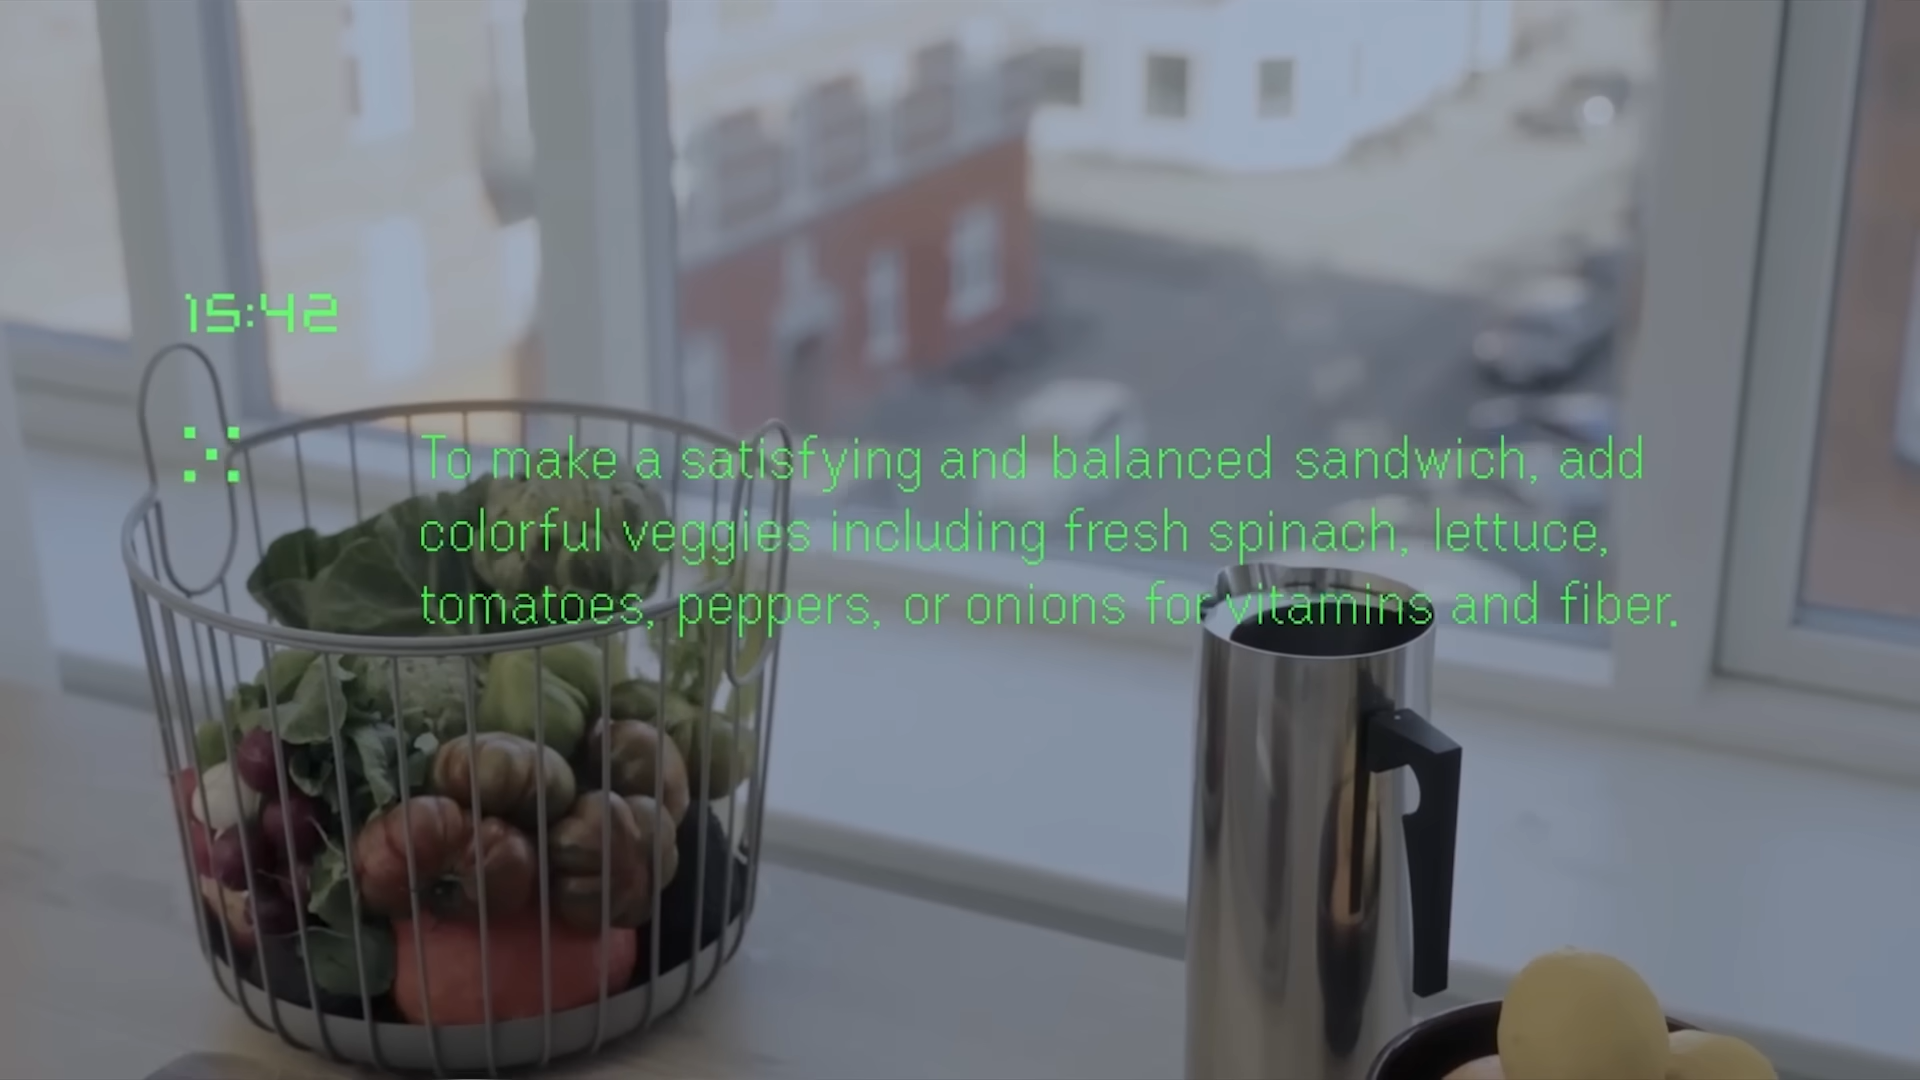 15:42
To make a satisfying and balanced sandwich, add
colorful veggies including fresh spinach, lettuce,
tomatoes, peppers, or onions for vitamins and fiber.